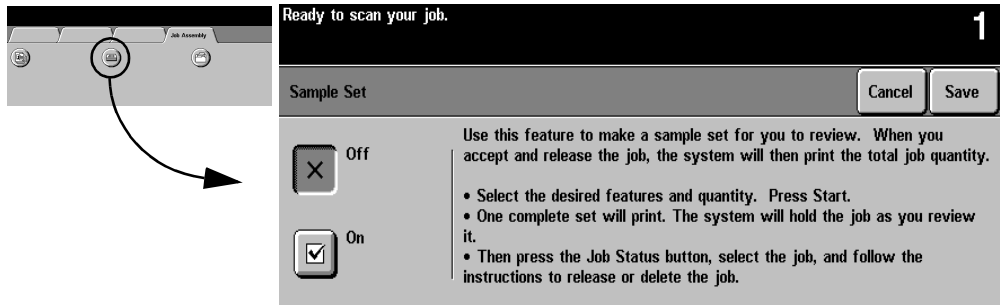 Job Assembly
Ready to scan your job.
1
Sample Set
Cancel
Save
Off
On
Use this feature to make a sample set for you to review. When you
accept and release the job, the system will then print the total job quantity.
• Select the desired features and quantity. Press Start.
• One complete set will print. The system will hold the job as you review
it.
• Then press the Job Status button, select the job, and follow the
instructions to release or delete the job.